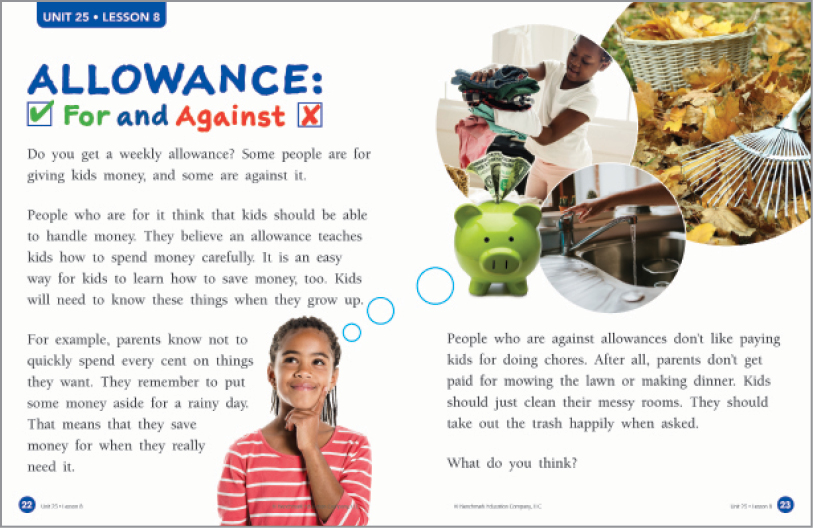 UNIT 25 • LESSON 8
ALLOWANCE:
For and Against
Do you get a weekly allowance? Some people are for
giving kids money, and some are against it.
People who are for it think that kids should be able
to handle money. They believe an allowance teaches
kids how to spend money carefully. It is an easy
way for kids to learn how to save money, too. Kids
will need to know these things when they grow up.
For example, parents know not to
quickly spend every cent on things
they want. They remember to put
some money aside for a rainy day.
That means that they save
money for when they really
need it.
22 Unit 25 • Lesson 8
People who are against allowances don't like paying
kids for doing chores. After all, parents don't get
paid for mowing the lawn or making dinner. Kids
should just clean their messy rooms. They should
take out the trash happily when asked.
What do you think?
© Benchmark Education Company, LLC
Unit 25 • Lesson 8 23